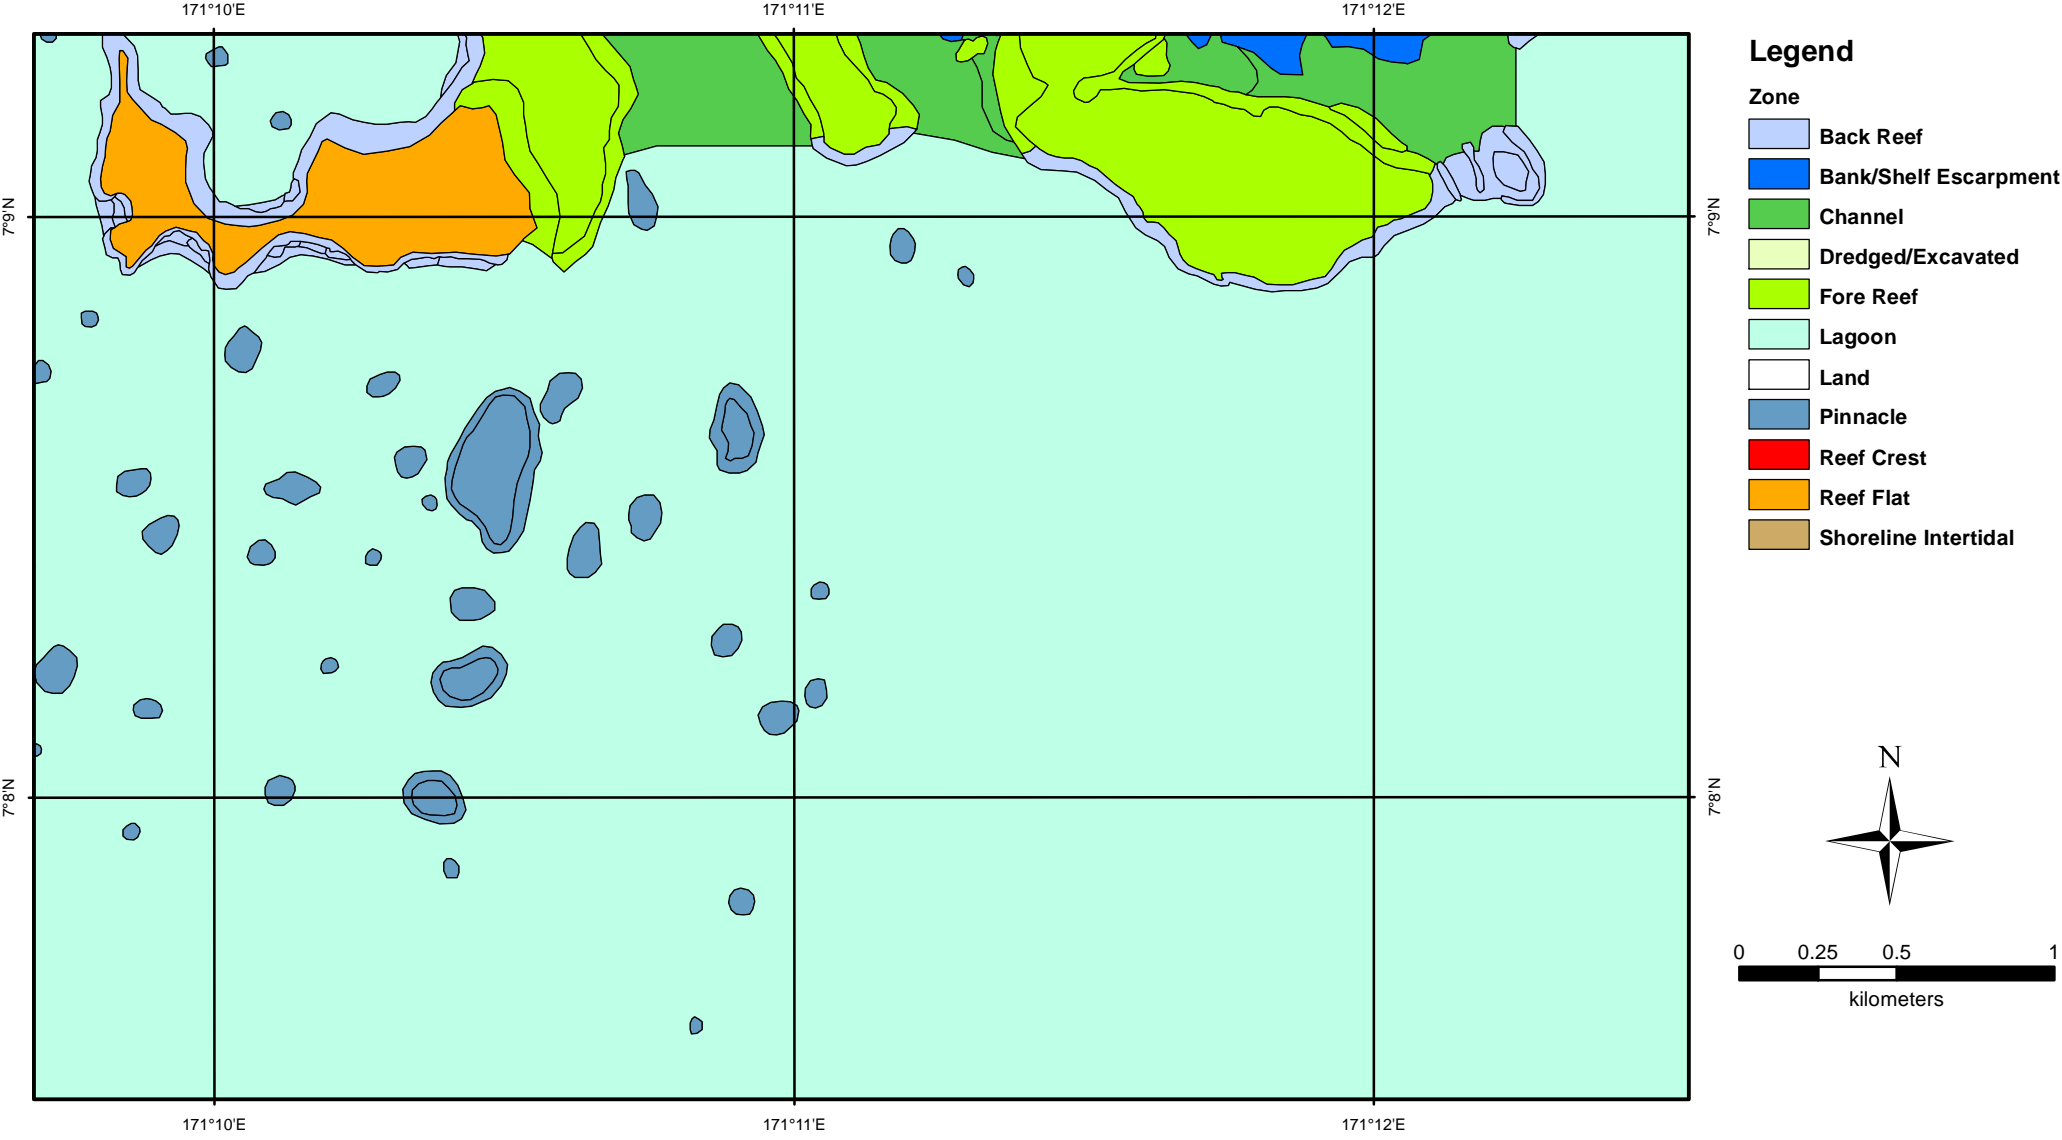 171°10'E 171°11'E 171°12'E
Legend
Zone
Back Reef
Bank/Shelf Escarpment
Channel
Dredged/Excavated
Fore Reef
Lagoon
Land
Pinnacle
Reef Crest
Reef Flat
Shoreline Intertidal
7°9'N 7°9'N
7°8'N 7°8'N
N
0 0.25 0.5 1
kilometers
171°10'E 171°11'E 171°12'E